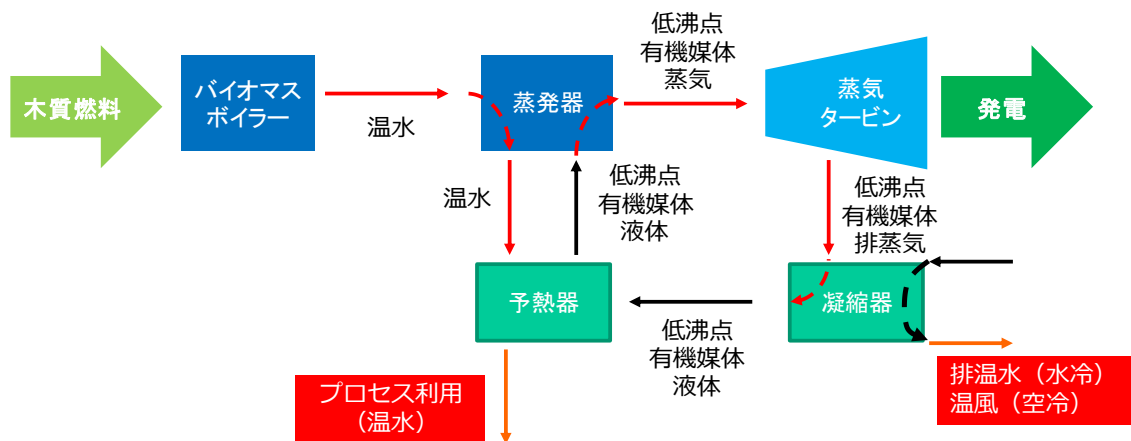 木質燃料
バイオマス
ボイラー
温水
蒸発器
低沸点
有機媒体
蒸気
蒸気
タービン
発電
温水
低沸点
有機媒体
液体
低沸点
有機媒体
排蒸気
予熱器
低沸点
有機媒体
液体
凝縮器
プロセス利用
（温水）
排温水（水冷）
温風（空冷）